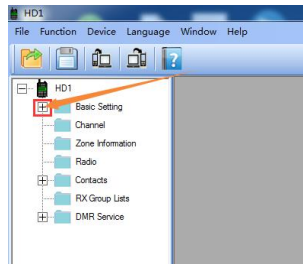 HD1
File Function Device Language Window Help
HD1
Basic Setting
Channel
Zone Information
Radio
Contacts
RX Group Lists
DMR Service